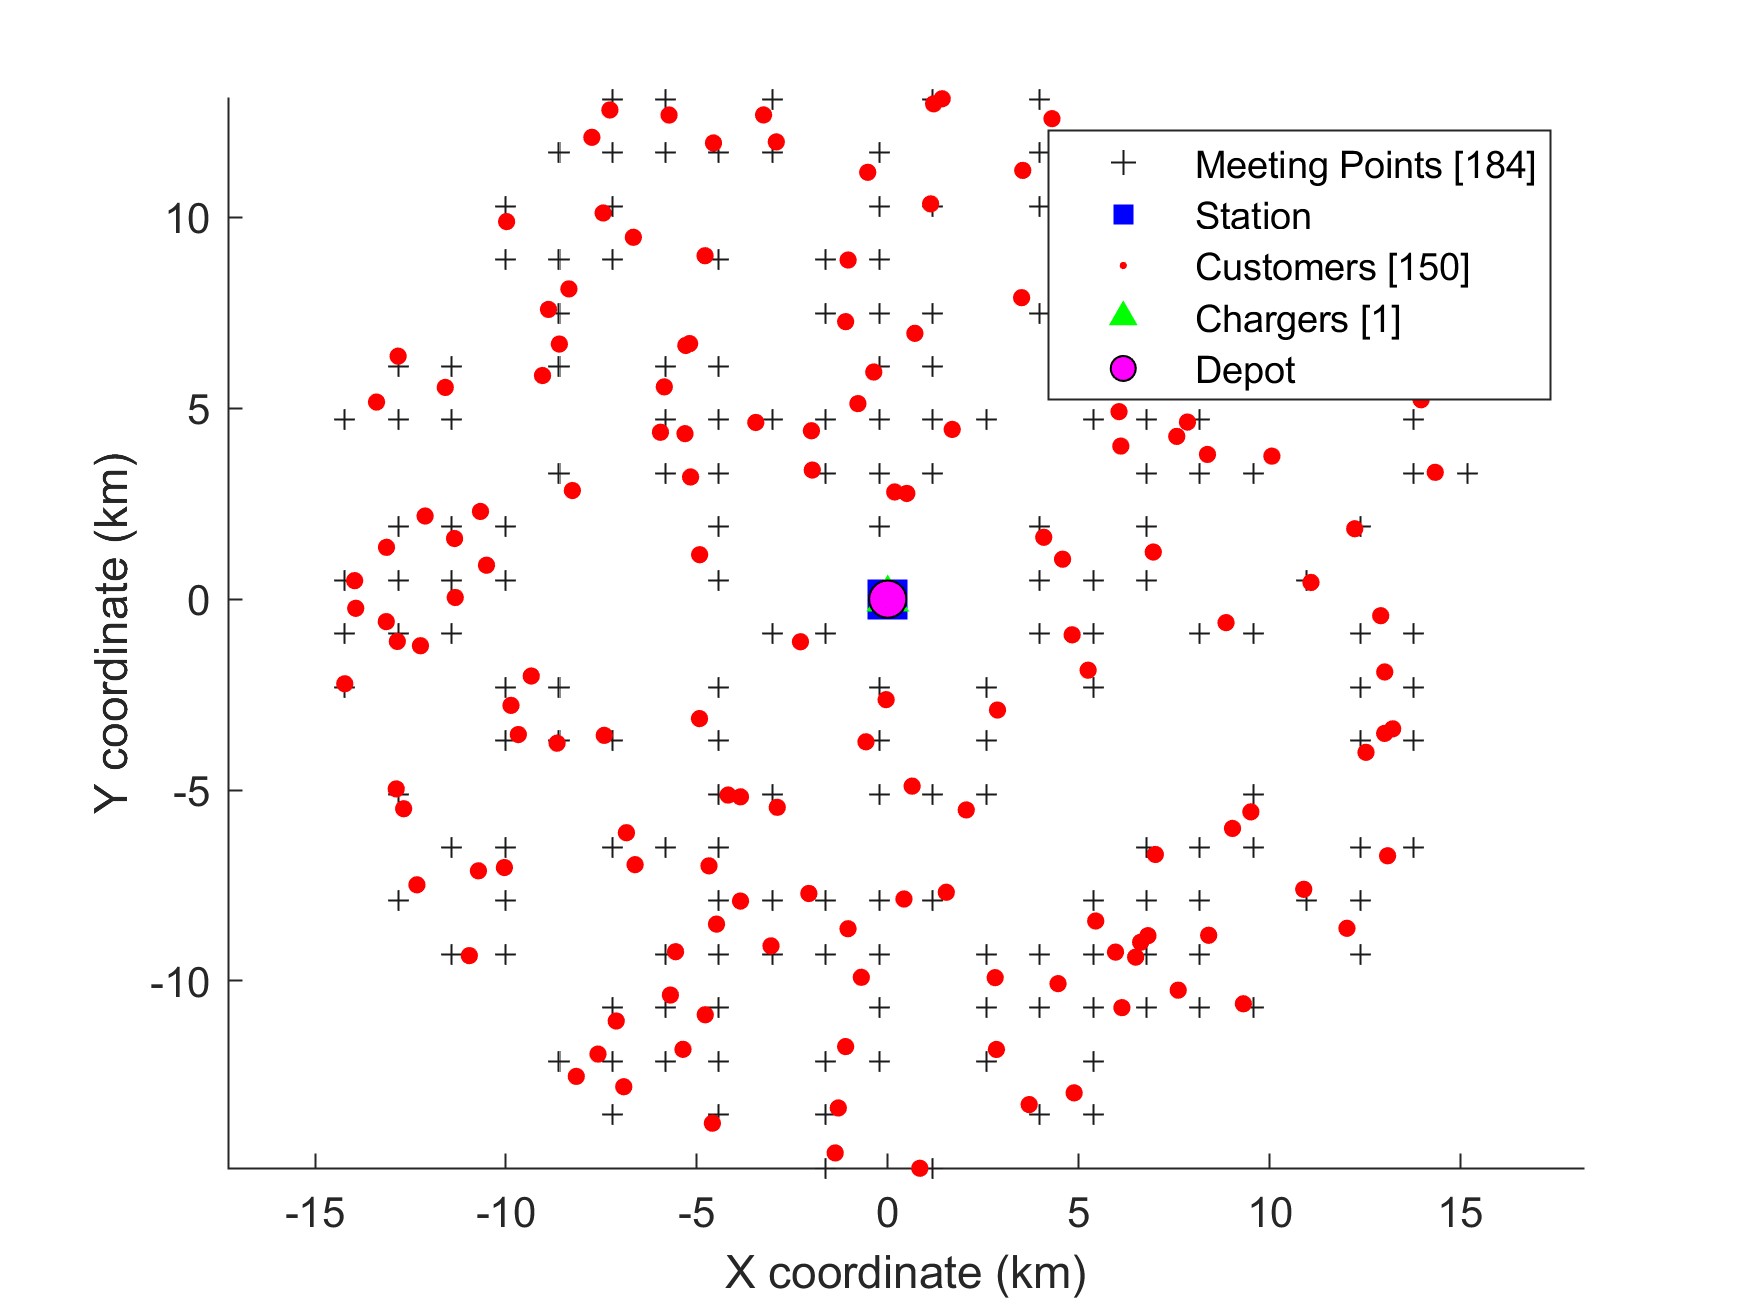 Meeting Points [184]
Station
Customers [150]
Chargers [1]
Depot
10
5
0
-5
-10
Y coordinate (km)
-15 -10 -5 0 5 10 15
X coordinate (km)